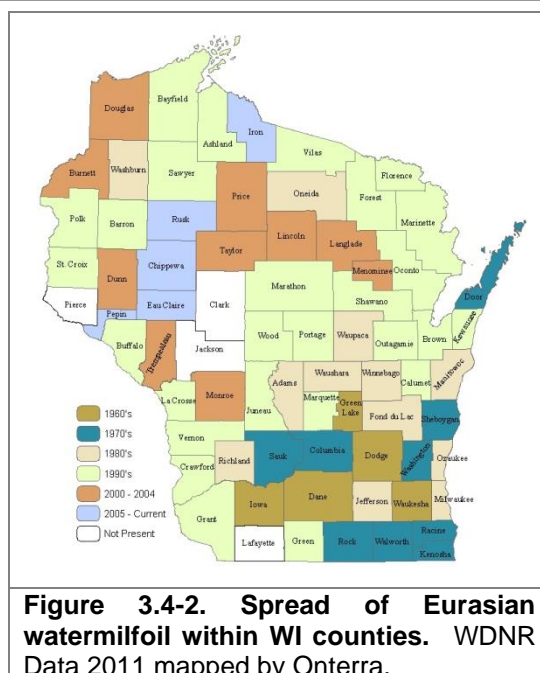 Douglas
Bayfield
Ashland
Iron
Vilas
Burnett
Washburn
Sawyer
Price
Oneida
Florence
Forest
Marinette
Polk
Barron
Rusk
Taylor
Lincoln
Langlade
Menominee
Oconto
Door
St. Croix
Dunn
Chippewa
Clark
Marathon
Shawano
Pierce
Pepin
Eau Claire
Buffalo
Trempealeau
Jackson
Wood
Portage
Waupaca
Outagamie
Brown
Kewaunee
La Crosse
Monroe
Juneau
Adams
Waushara
Winnebago
Calumet
Manitowoc
Marquette
Green
Lake
Fond du Lac
Sheboygan
Vernon
Crawford
Richland
Sauk
Columbia
Dodge
Washington
Ozaukee
Grant
Iowa
Dane
Jefferson
Waukesha
Milwaukee
Lafayette
Green
Rock
Walworth
Racine
Kenosha
1960's
1970's
1980's
1990's
2000 - 2004
2005 - Current
Not Present
Figure 3.4-2. Spread of Eurasian
watermilfoil within WI counties. WDNR
Data 2011 mapped by Onterra.